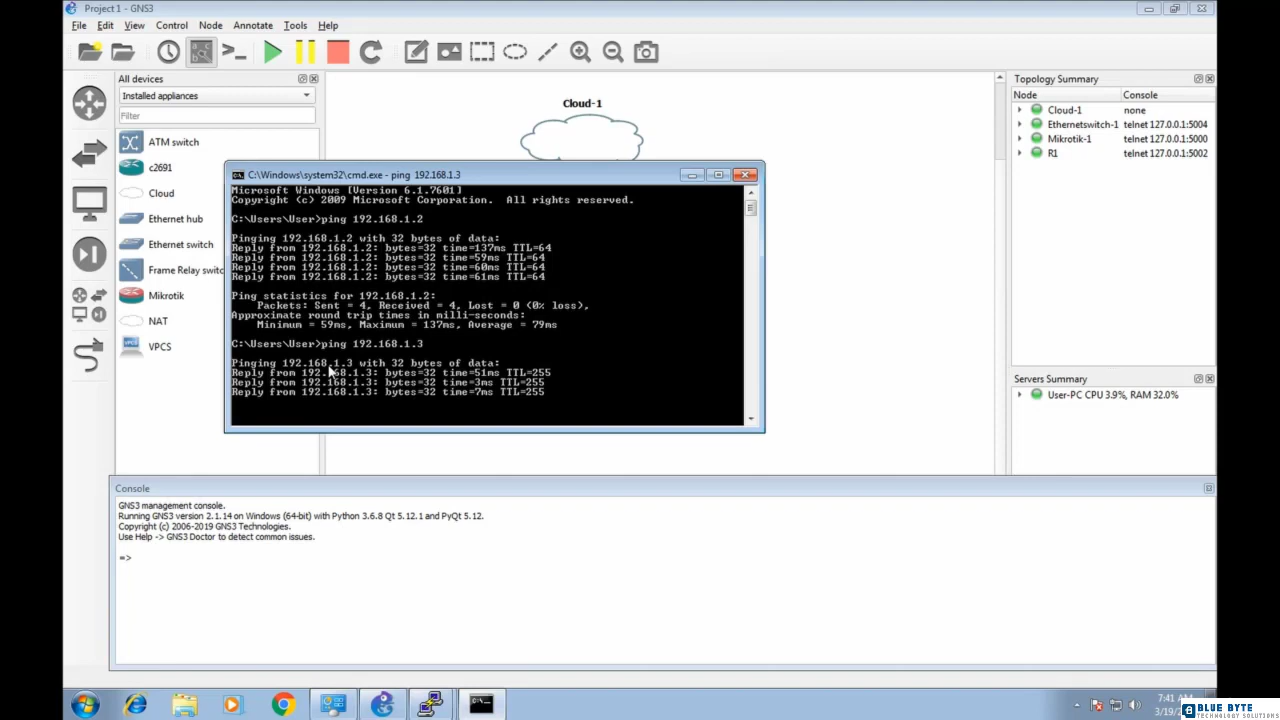 Project 1 - GNS3
File Edit View Control Node Annotate Tools Help
All devices
Installed appliances
Filter
ATM switch
c2691
Cloud
Ethernet hub
Ethernet switch
Frame Relay switc
Mikrotik
NAT
VPCS
Cloud-1
C:\Windows\system32\cmd.exe - ping 192.168.1.3
Microsoft Windows [Version 6.1.7601]
Copyright (c) 2009 Microsoft Corporation. All rights reserved.
C:\Users\User>ping 192.168.1.2
Pinging 192.168.1.2 with 32 bytes of data:
Reply from 192.168.1.2: bytes=32 time=137ms TTL=64
Reply from 192.168.1.2: bytes=32 time=59ms TTL=64
Reply from 192.168.1.2: bytes=32 time=60ms TTL=64
Reply from 192.168.1.2: bytes=32 time=61ms TTL=64
Ping statistics for 192.168.1.2:
Packets: Sent = 4, Received = 4, Lost = 0 (0% loss),
Approximate round trip times in milli-seconds:
Minimum = 59ms, Maximum = 137ms, Average = 79ms
C:\Users\User>ping 192.168.1.3
Pinging 192.168.1.3 with 32 bytes of data:
Reply from 192.168.1.3: bytes=32 time=51ms TTL=255
Reply from 192.168.1.3: bytes=32 time=3ms TTL=255
Reply from 192.168.1.3: bytes=32 time=7ms TTL=255
Topology Summary
Node Console
Cloud-1 none
Ethernetswitch-1 telnet 127.0.0.1:5004
Mikrotik-1 telnet 127.0.0.1:5000
R1 telnet 127.0.0.1:5002
Servers Summary
User-PC CPU 3.9%, RAM 32.0%
Console
GNS3 management console.
Running GNS3 version 2.1.14 on Windows (64-bit) with Python 3.6.8 Qt 5.12.1 and PyQt 5.12.
Copyright (c) 2006-2019 GNS3 Technologies.
Use Help -> GNS3 Doctor to detect common issues.
=>
7:41 AM
3/19/2
BLUE BYTE
TECHNOLOGY SOLUTIONS